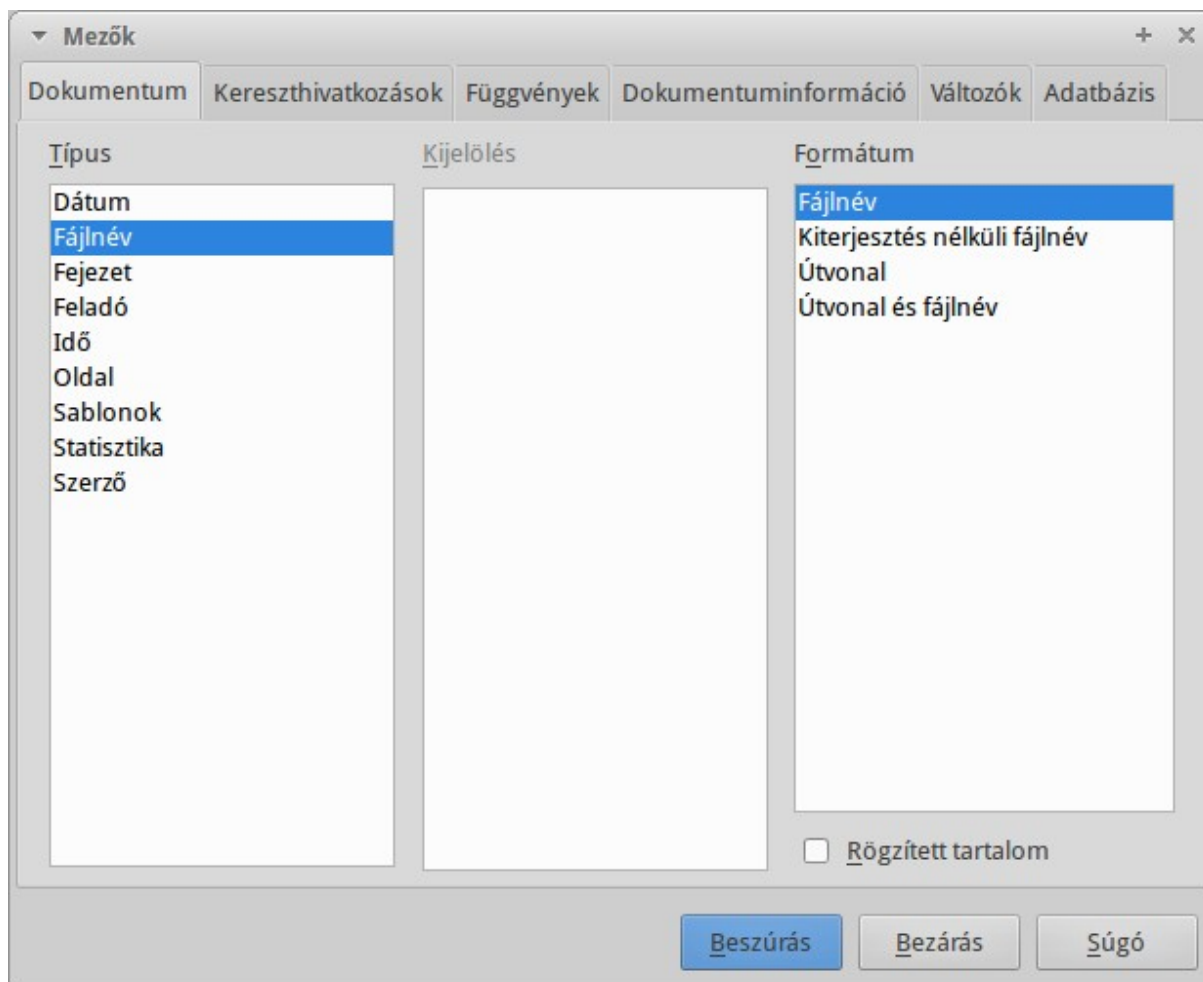 Mezők
Dokumentum Kereszthivatkozások Függvények Dokumentuminformáció Változók Adatbázis
Típus
Dátum
Fájlnév
Fejezet
Feladó
Idő
Oldal
Sablonok
Statisztika
Szerző
Kijelölés
Formátum
Fájlnév
Kiterjesztés nélküli fájlnév
Útvonal
Útvonal és fájlnév
Rögzített tartalom
Beszúrás Bezárás Súgó